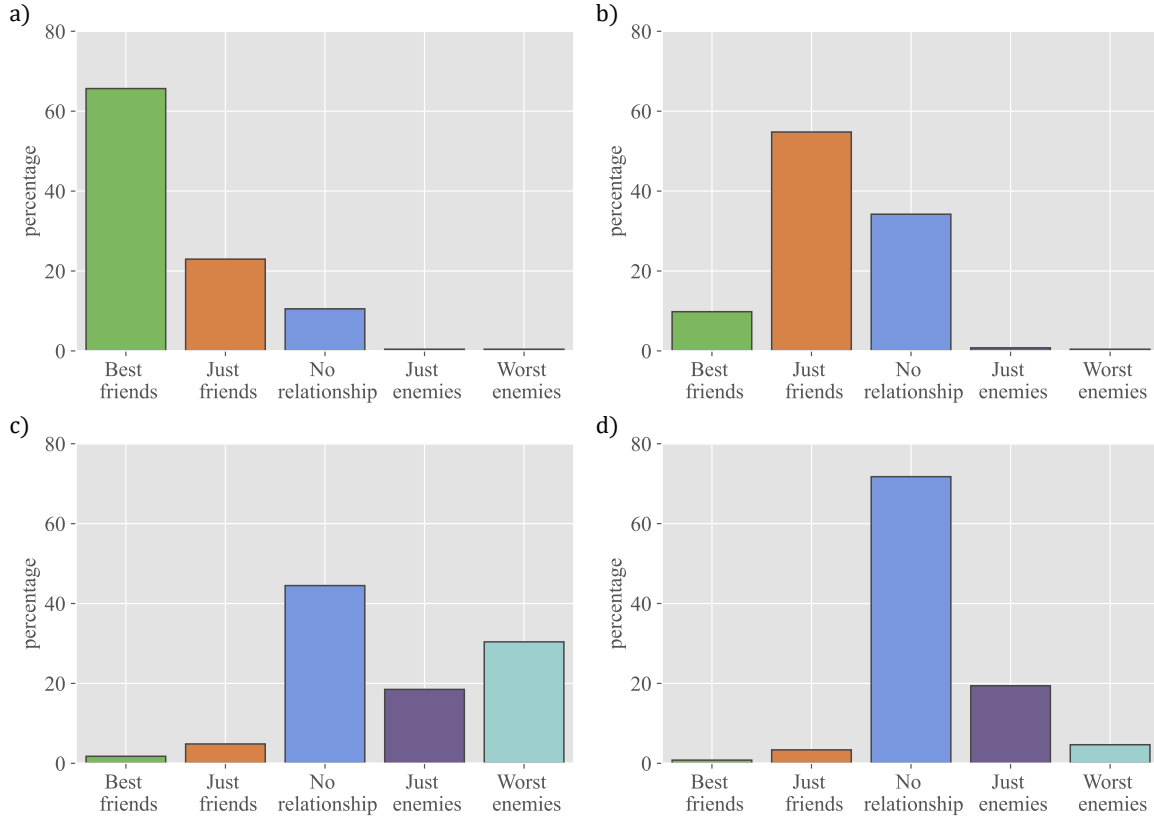 a)
80
60
40
20
0
percentage
Best
friends
Just
friends
No
relationship
Just
enemies
Worst
enemies
b)
80
60
40
20
0
percentage
Best
friends
Just
friends
No
relationship
Just
enemies
Worst
enemies
c)
80
60
40
20
0
percentage
Best
friends
Just
friends
No
relationship
Just
enemies
Worst
enemies
d)
80
60
40
20
0
percentage
Best
friends
Just
friends
No
relationship
Just
enemies
Worst
enemies